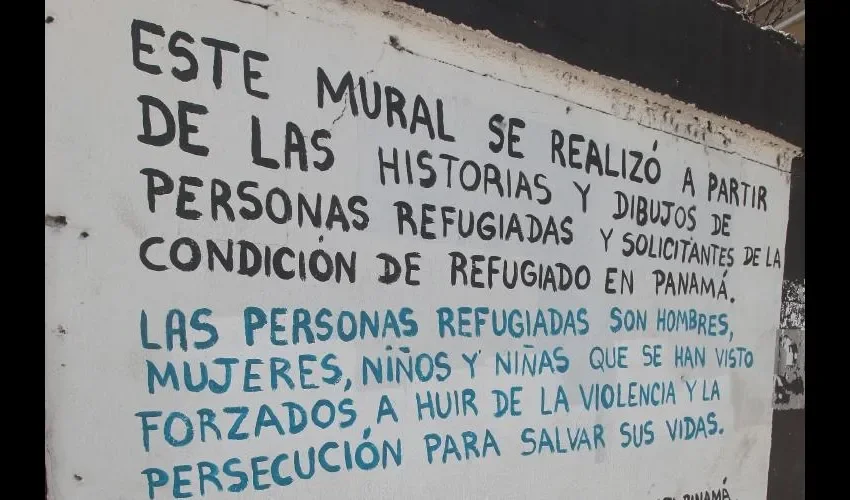 ESTE MURAL SE REALIZÓ A PARTIR
DE LAS HISTORIAS Y DIBUJOS DE
PERSONAS REFUGIADAS Y SOLICITANTES DE LA
CONDICIÓN DE REFUGIADO EN PANAMÁ.
LAS PERSONAS REFUGIADAS SON HOMBRES,
MUJERES, NIÑOS Y NIÑAS QUE SE HAN VISTO
FORZADOS A HUIR DE LA VIOLENCIA Y LA
PERSECUCIÓN PARA SALVAR SUS VIDAS.
PANAMÁ